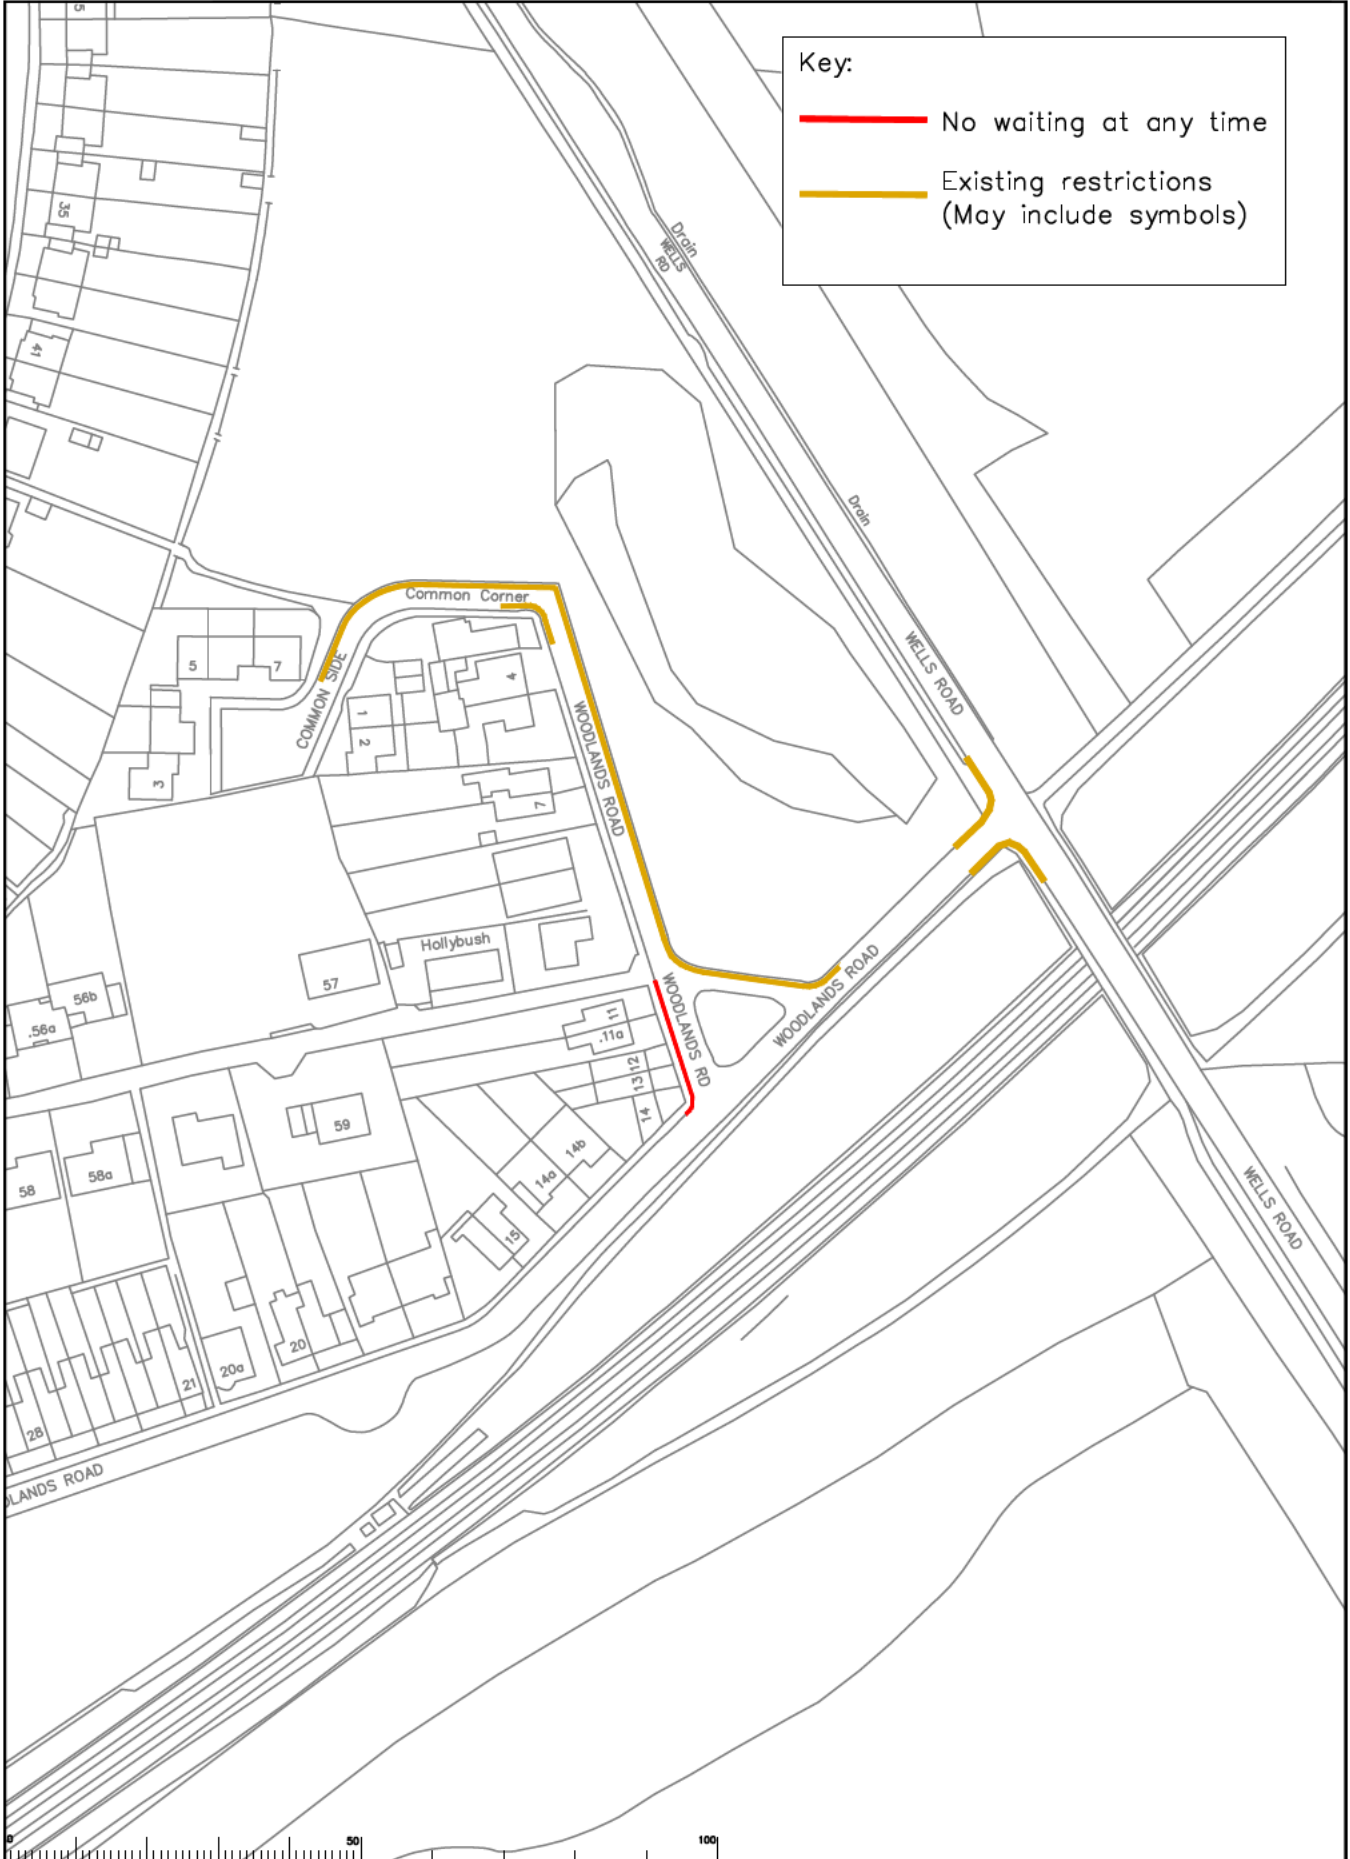 Key:
No waiting at any time
Existing restrictions
(May include symbols)
5
35
41
Drain
WELLS
RD
Drain
WELLS ROAD
Common Corner
COMMON SIDE
5
7
3
1
2
4
7
WOODLANDS ROAD
Hollybush
57
56b
.56a
WOODLANDS RD
WOODLANDS ROAD
11
.11a
12
13
14
14b
14a
15
59
58
58a
20
20a
21
28
DLANDS ROAD
WELLS ROAD
0
50
100